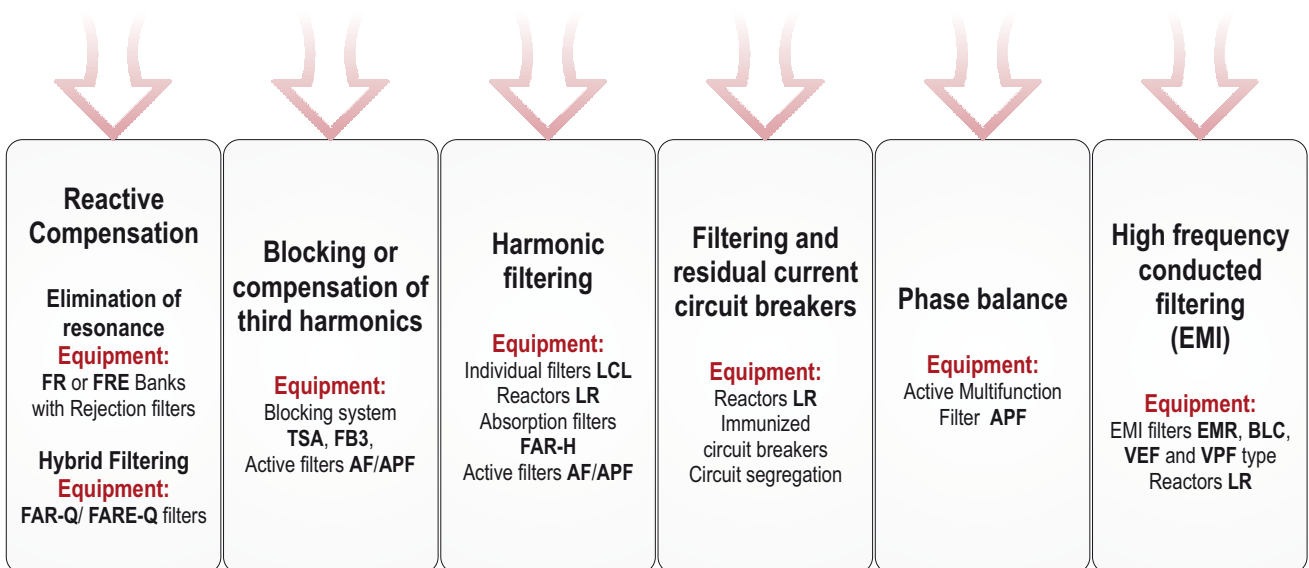 Reactive
Compensation
Elimination of
resonance
Equipment:
FR or FRE Banks
with Rejection filters
Hybrid Filtering
Equipment:
FAR-Q/ FARE-Q filters
Blocking or
compensation of
third harmonics
Equipment:
Blocking system
TSA, FB3,
Active filters AF/APF
Harmonic
filtering
Equipment:
Individual filters LCL
Reactors LR
Absorption filters
FAR-H
Active filters AF/APF
Filtering and
residual current
circuit breakers
Equipment:
Reactors LR
Immunized
circuit breakers
Circuit segregation
Phase balance
Equipment:
Active Multifunction
Filter APF
High frequency
conducted
filtering
(EMI)
Equipment:
EMI filters EMR, BLC,
VEF and VPF type
Reactors LR